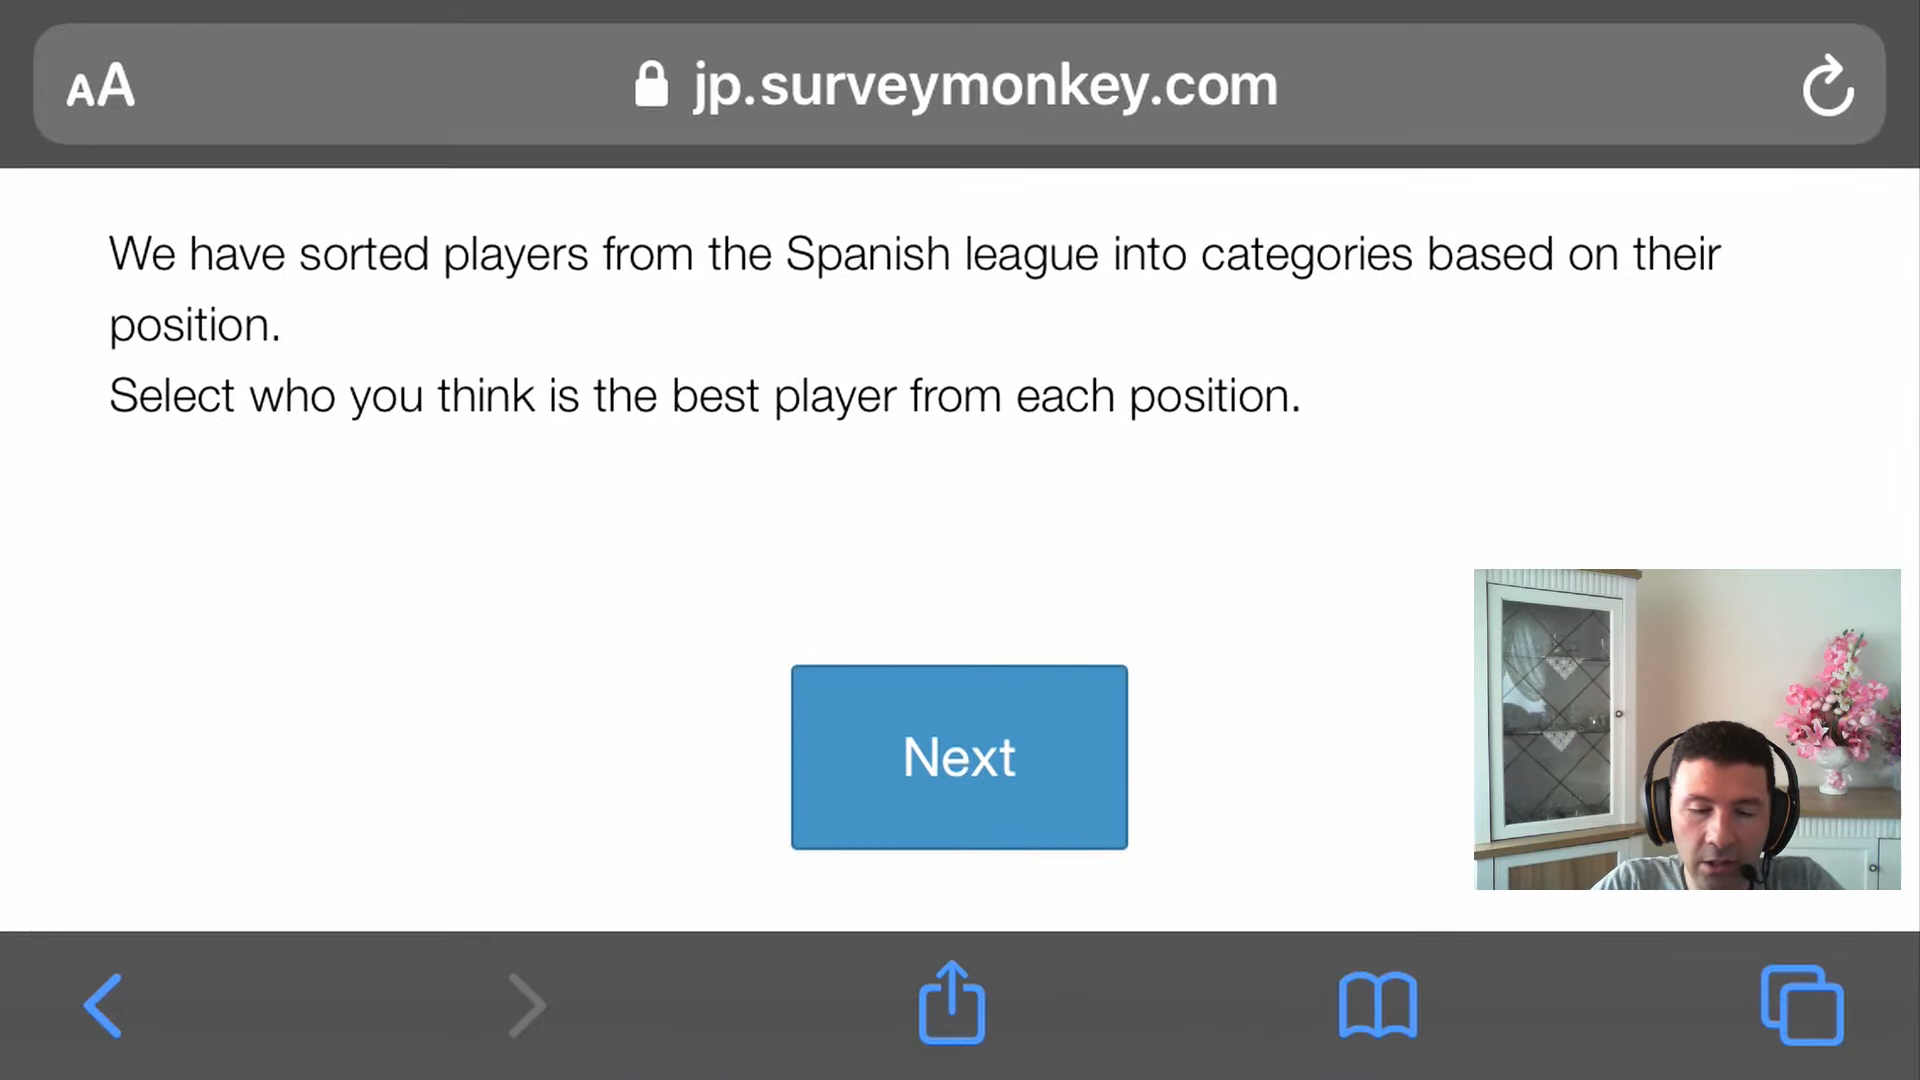 AA
jp.surveymonkey.com
We have sorted players from the Spanish league into categories based on their
position.
Select who you think is the best player from each position.
Next